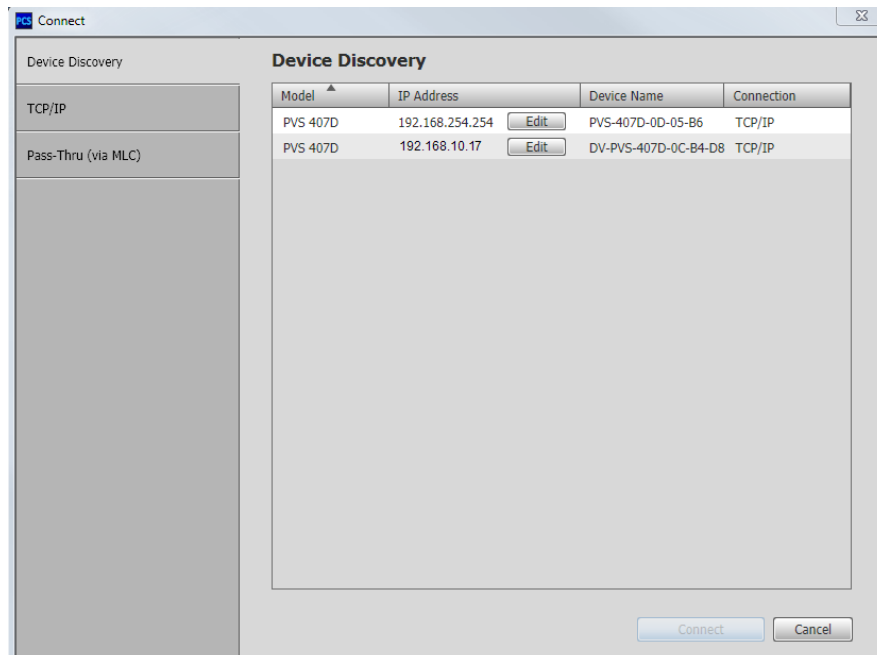 PCS Connect
Device Discovery
TCP/IP
Pass-Thru (via MLC)
Device Discovery
Model IP Address Device Name Connection
PVS 407D 192.168.254.254 Edit PVS-407D-0D-05-B6 TCP/IP
PVS 407D 192.168.10.17 Edit DV-PVS-407D-0C-B4-D8 TCP/IP
Connect Cancel